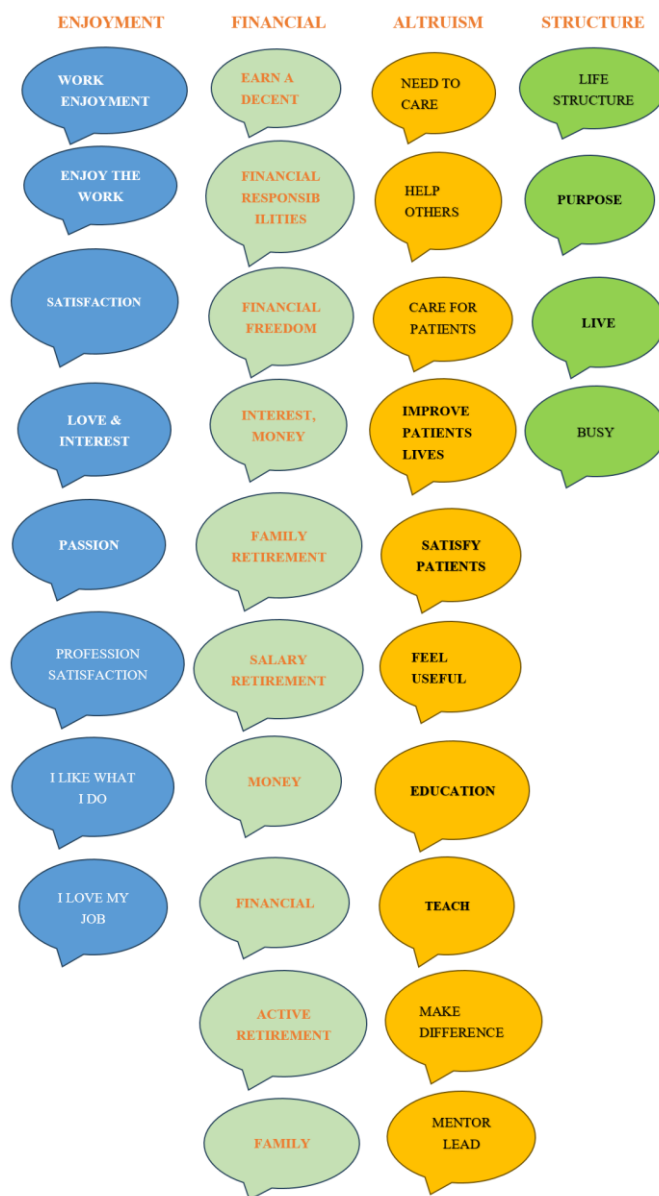 ENJOYMENT
WORK
ENJOYMENT
ENJOY THE
WORK
SATISFACTION
LOVE &
INTEREST
PASSION
PROFESSION
SATISFACTION
I LIKE WHAT
I DO
I LOVE MY
JOB
FINANCIAL
EARN A
DECENT
FINANCIAL
RESPONSIB
ILITIES
FINANCIAL
FREEDOM
INTEREST,
MONEY
FAMILY
RETIREMENT
SALARY
RETIREMENT
MONEY
FINANCIAL
ACTIVE
RETIREMENT
FAMILY
ALTRUISM
NEED TO
CARE
HELP
OTHERS
CARE FOR
PATIENTS
IMPROVE
PATIENTS
LIVES
SATISFY
PATIENTS
FEEL
USEFUL
EDUCATION
TEACH
MAKE
DIFFERENCE
MENTOR
LEAD
STRUCTURE
LIFE
STRUCTURE
PURPOSE
LIVE
BUSY